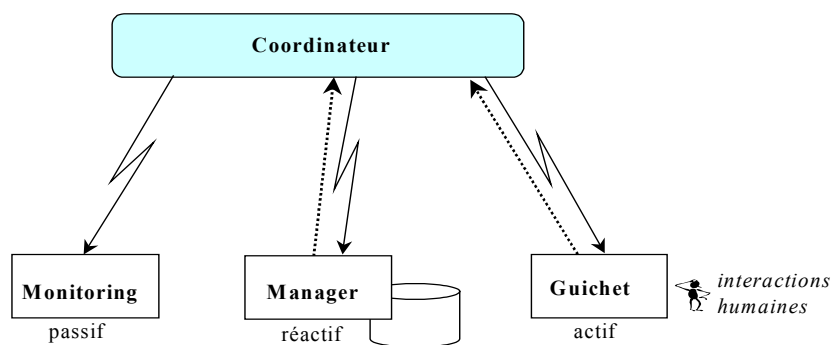 Coordinateur
Monitoring
Manager
Guichet
interactions
humaines
passif
réactif
actif